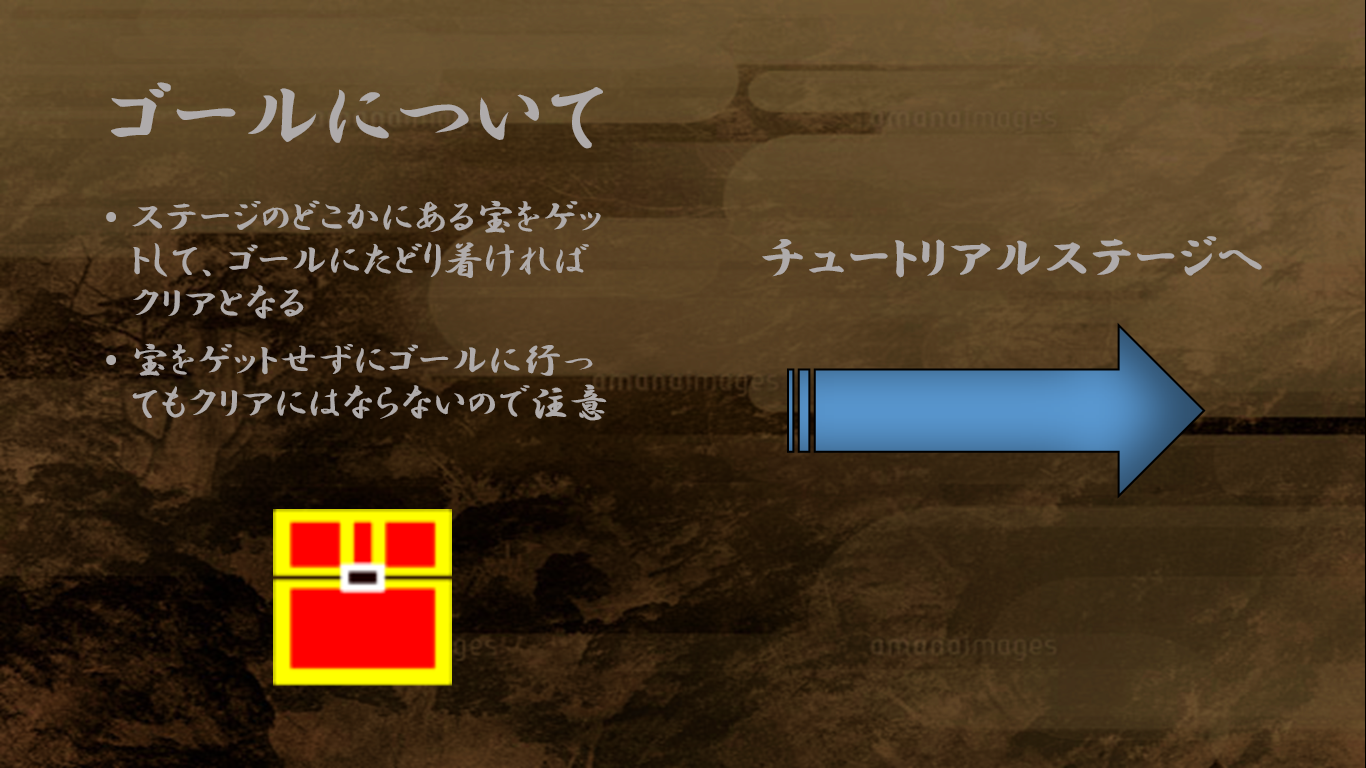 ゴールについて
• ステージのどこかにある宝をゲッ
トして、ゴールにたどり着ければ
クリアとなる
• 宝をゲットせずにゴールに行っ
てもクリアにはならないので注意
チュートリアルステージへ
amanaimages
amanaimages
amanaimages